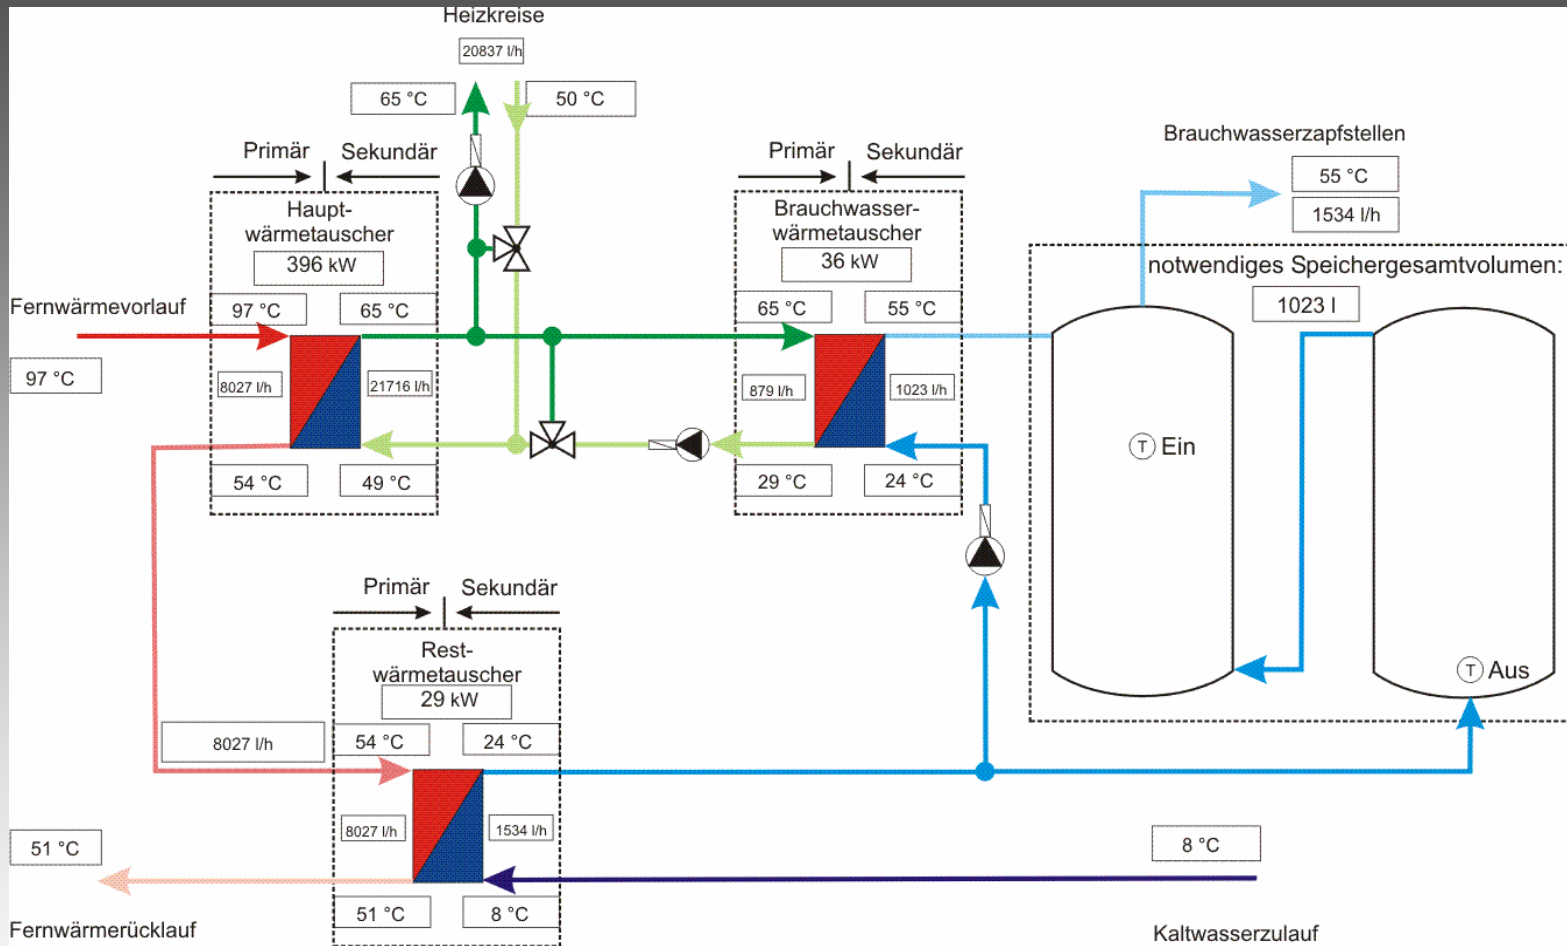 Heizkreise
20837 l/h
65 °C
50 °C
Primär
Sekundär
Haupt-
wärmetauscher
396 kW
97 °C
65 °C
Fernwärmevorlauf
97 °C
8027 l/h
21716 l/h
54 °C
49 °C
Primär
Sekundär
Brauchwasser-
wärmetauscher
36 kW
65 °C
55 °C
879 l/h
1023 l/h
29 °C
24 °C
Brauchwasserzapfstellen
55 °C
1534 l/h
notwendiges Speichergesamtvolumen:
1023 l
T Ein
T Aus
Primär
Sekundär
Rest-
wärmetauscher
29 kW
8027 l/h
54 °C
24 °C
8027 l/h
1534 l/h
51 °C
8 °C
51 °C
Fernwärmerücklauf
8 °C
Kaltwasserzulauf